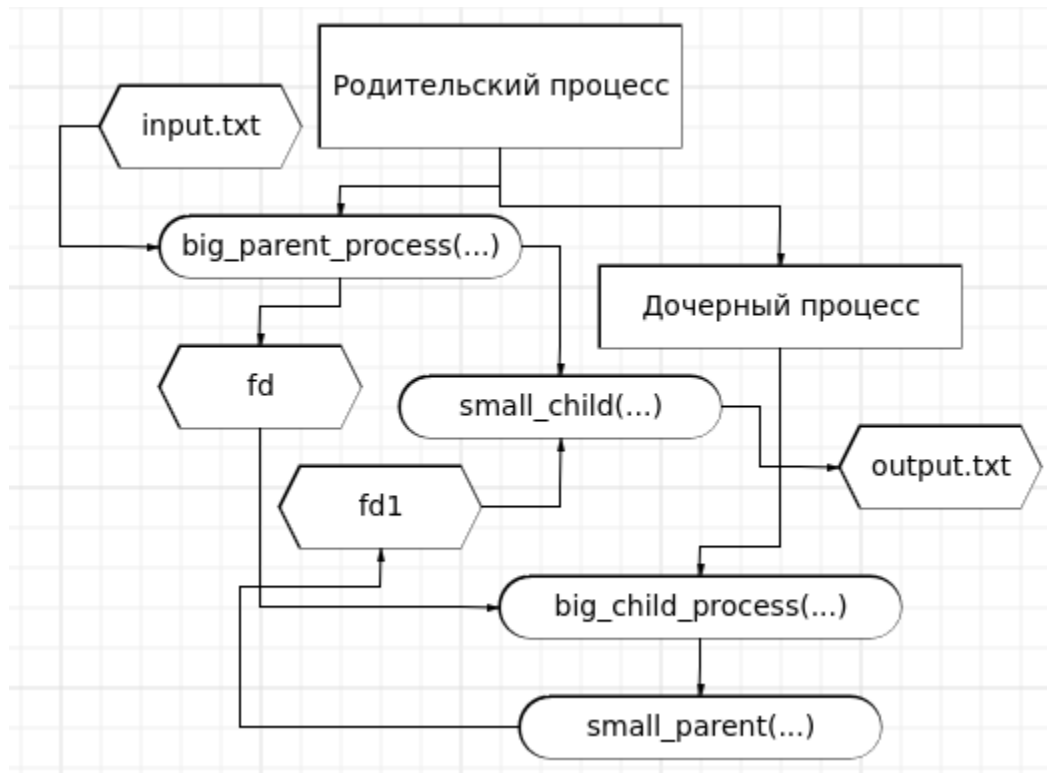 Родительский процесс
input.txt
big_parent_process(...)
Дочерный процесс
fd
small_child(...)
output.txt
fd1
big_child_process(...)
small_parent(...)